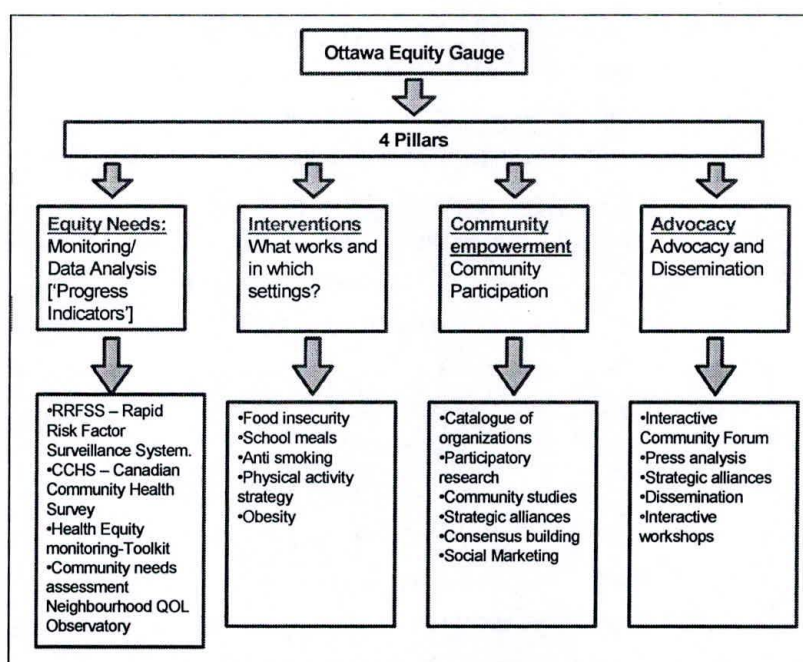 Ottawa Equity Gauge
4 Pillars
Equity Needs:
Monitoring/
Data Analysis
['Progress
Indicators']
Interventions
What works and
in which
settings?
Community
empowerment
Community
Participation
Advocacy
Advocacy and
Dissemination
•RRFSS – Rapid
Risk Factor
Surveillance System.
•CCHS – Canadian
Community Health
Survey
•Health Equity
monitoring-Toolkit
•Community needs
assessment
Neighbourhood QOL
Observatory
•Food insecurity
•School meals
•Anti smoking
•Physical activity
strategy
•Obesity
•Catalogue of
organizations
•Participatory
research
•Community studies
•Strategic alliances
•Consensus building
•Social Marketing
•Interactive
Community Forum
•Press analysis
•Strategic alliances
•Dissemination
•Interactive
workshops